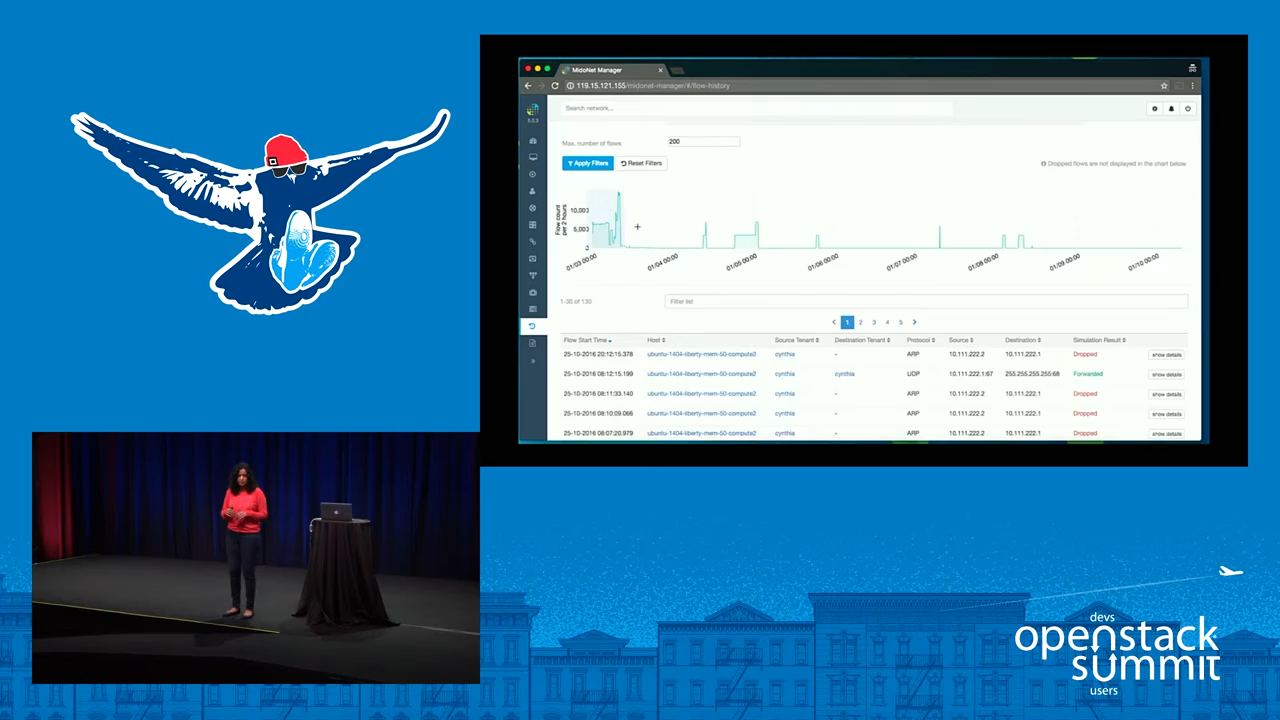 MidoNet Manager
119.15.121.155/midonet-manager/#/flow-history
5.0.3
Search network...
Max. number of flows
200
Apply Filters
Reset Filters
Dropped flows are not displayed in the chart below
Flow count
per 2 hours
10,003
5,003
0
01/03 00:00
01/04 00:00
01/05 00:00
01/06 00:00
01/07 00:00
01/08 00:00
01/09 00:00
01/10 00:00
1-30 of 130
Filter list
1 2 3 4 5
Flow Start Time Host Source Tenant Destination Tenant Protocol Source Destination Simulation Result
25-10-2016 20:12:15.378 ubuntu-1404-liberty-mem-50-compute2 cynthia - ARP 10.111.222.2 10.111.222.1 Dropped show details
25-10-2016 08:12:15.199 ubuntu-1404-liberty-mem-50-compute2 cynthia cynthia UDP 10.111.222.1:67 255.255.255.255:68 Forwarded show details
25-10-2016 08:11:33.140 ubuntu-1404-liberty-mem-50-compute2 cynthia - ARP 10.111.222.2 10.111.222.1 Dropped show details
25-10-2016 08:10:09.066 ubuntu-1404-liberty-mem-50-compute2 cynthia - ARP 10.111.222.2 10.111.222.1 Dropped show details
25-10-2016 08:07:20.979 ubuntu-1404-liberty-mem-50-compute2 cynthia - ARP 10.111.222.2 10.111.222.1 Dropped show details
devs
openstack
summit
users